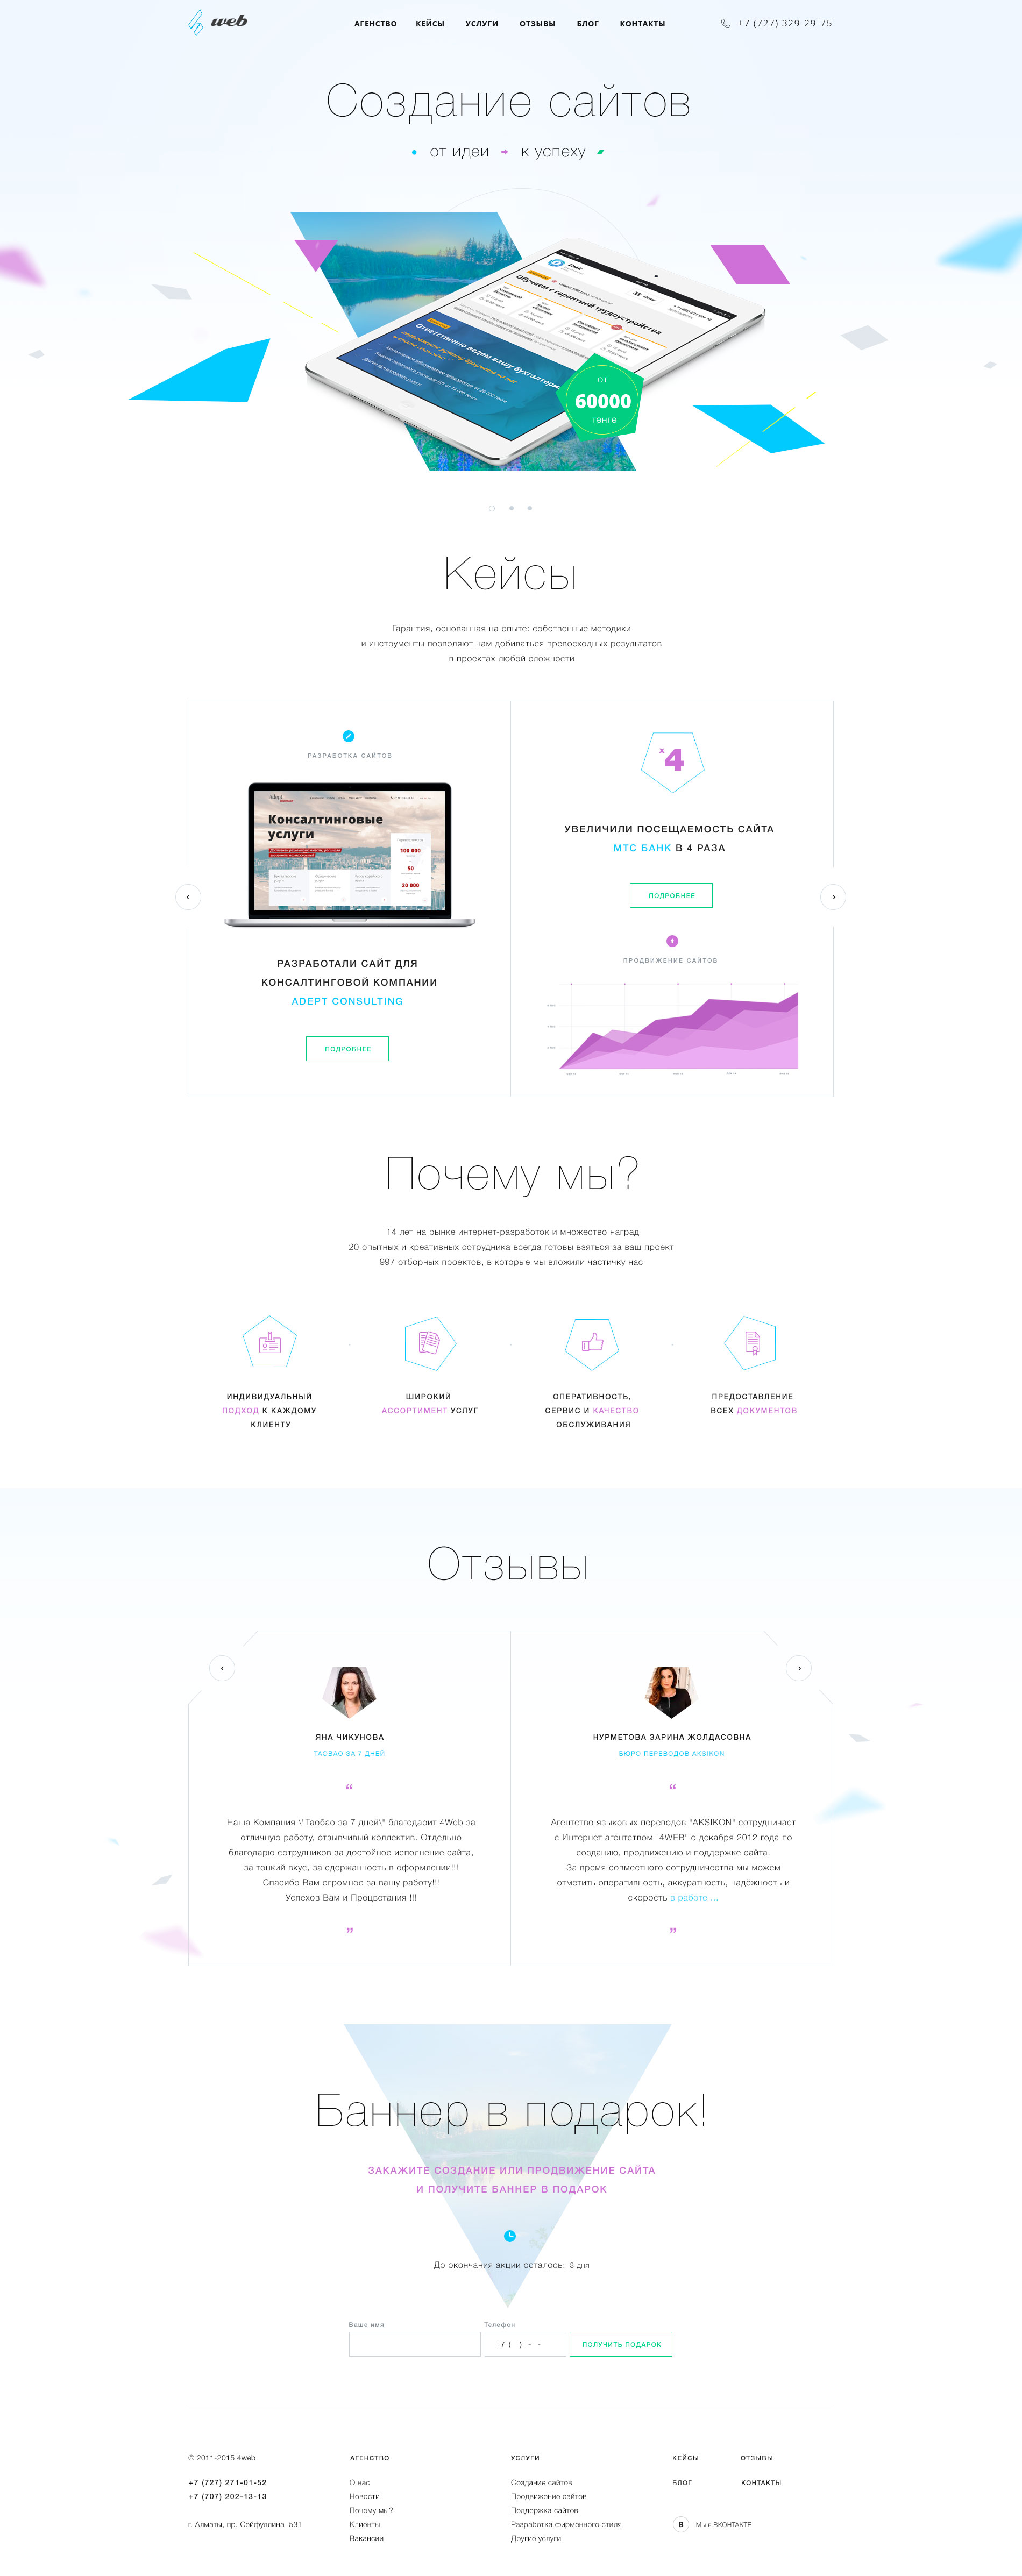 web
АГЕНСТВО КЕЙСЫ УСЛУГИ ОТЗЫВЫ БЛОГ КОНТАКТЫ
+7 (727) 329-29-75
Создание сайтов
от идеи к успеху
Обучаем с гарантией трудоустройства
Ответственно ведем вашу бухгалтерию
от
60000
тенге
Кейсы
Гарантия, основанная на опыте: собственные методики
и инструменты позволяют нам добиваться превосходных результатов
в проектах любой сложности!
РАЗРАБОТКА САЙТОВ
Adept
Консалтинговые
услуги
100 000
50
20 000
РАЗРАБОТАЛИ САЙТ ДЛЯ
КОНСАЛТИНГОВОЙ КОМПАНИИ
ADEPT CONSULTING
ПОДРОБНЕЕ
x4
УВЕЛИЧИЛИ ПОСЕЩАЕМОСТЬ САЙТА
МТС БАНК В 4 РАЗА
ПОДРОБНЕЕ
ПРОДВИЖЕНИЕ САЙТОВ
Почему мы?
14 лет на рынке интернет-разработок и множество наград
20 опытных и креативных сотрудника всегда готовы взяться за ваш проект
997 отборных проектов, в которые мы вложили частичку нас
ИНДИВИДУАЛЬНЫЙ
ПОДХОД К КАЖДОМУ
КЛИЕНТУ
ШИРОКИЙ
АССОРТИМЕНТ УСЛУГ
ОПЕРАТИВНОСТЬ,
СЕРВИС И КАЧЕСТВО
ОБСЛУЖИВАНИЯ
ПРЕДОСТАВЛЕНИЕ
ВСЕХ ДОКУМЕНТОВ
Отзывы
ЯНА ЧИКУНОВА
ТАОВАО ЗА 7 ДНЕЙ
“
Наша Компания \"Таобао за 7 дней\" благодарит 4Web за
отличную работу, отзывчивый коллектив. Отдельно
благодарю сотрудников за достойное исполнение сайта,
за тонкий вкус, за сдержанность в оформлении!!!
Спасибо Вам огромное за вашу работу!!!
Успехов Вам и Процветания !!!
”
НУРМЕТОВА ЗАРИНА ЖОЛДАСОВНА
БЮРО ПЕРЕВОДОВ AKSIKON
“
Агентство языковых переводов "AKSIKON" сотрудничает
с Интернет агентством "4WEB" с декабря 2012 года по
созданию, продвижению и поддержке сайта.
За время совместного сотрудничества мы можем
отметить оперативность, аккуратность, надёжность и
скорость в работе ...
”
Баннер в подарок!
ЗАКАЖИТЕ СОЗДАНИЕ ИЛИ ПРОДВИЖЕНИЕ САЙТА
И ПОЛУЧИТЕ БАННЕР В ПОДАРОК
До окончания акции осталось: 3 дня
Ваше имя
Телефон
+7 ( ) - -
ПОЛУЧИТЬ ПОДАРОК
© 2011-2015 4web
+7 (727) 271-01-52
+7 (707) 202-13-13
г. Алматы, пр. Сейфуллина 531
АГЕНСТВО
О нас
Новости
Почему мы?
Клиенты
Вакансии
УСЛУГИ
Создание сайтов
Продвижение сайтов
Поддержка сайтов
Разработка фирменного стиля
Другие услуги
КЕЙСЫ ОТЗЫВЫ
БЛОГ КОНТАКТЫ
В Мы в ВКОНТАКТЕ